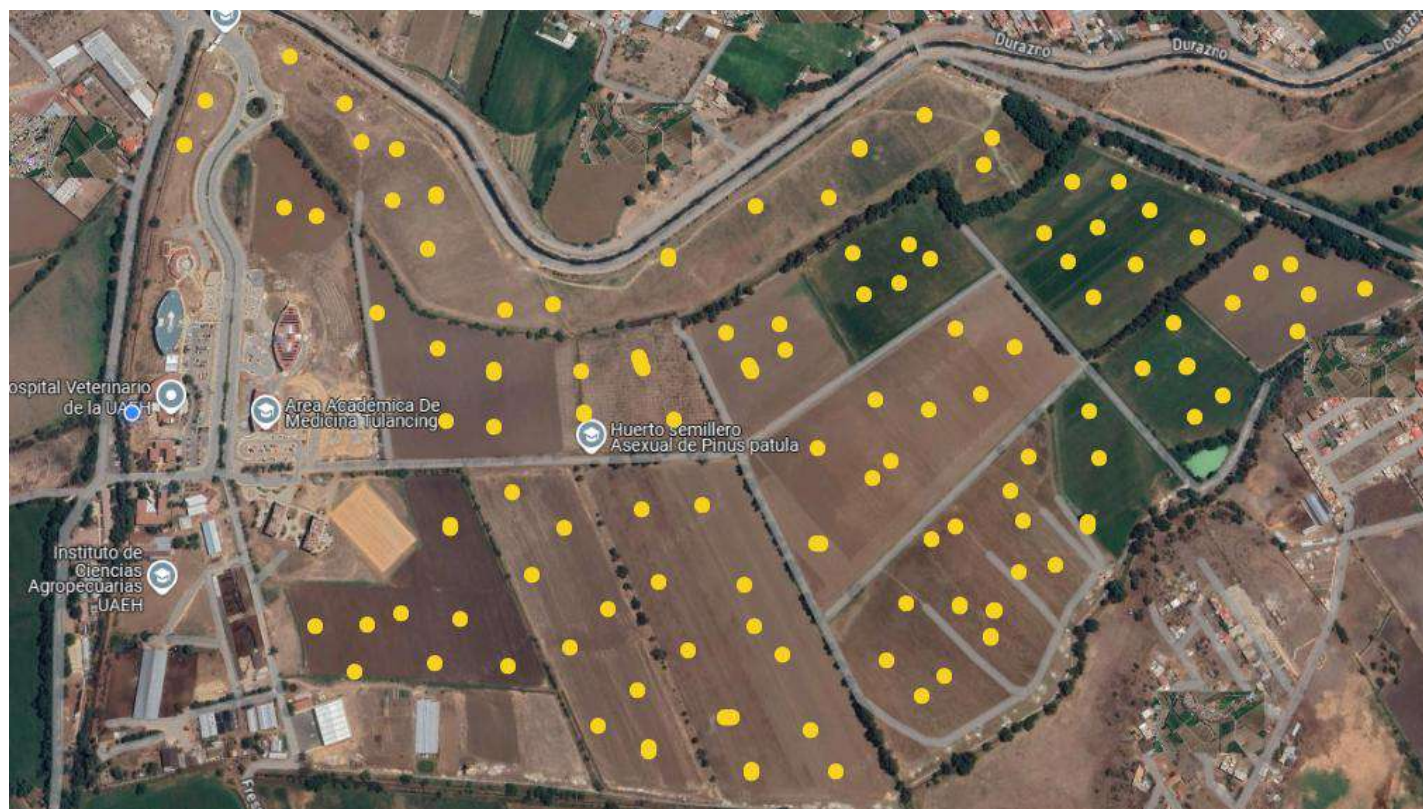 Durazno
Durazno
Hospital Veterinario
de la UAEH
Area Académica De
Medicina Tulancing
Huerto semillero
Asexual de Pinus patula
Instituto de
Ciencias
Agropecuarias
UAEH